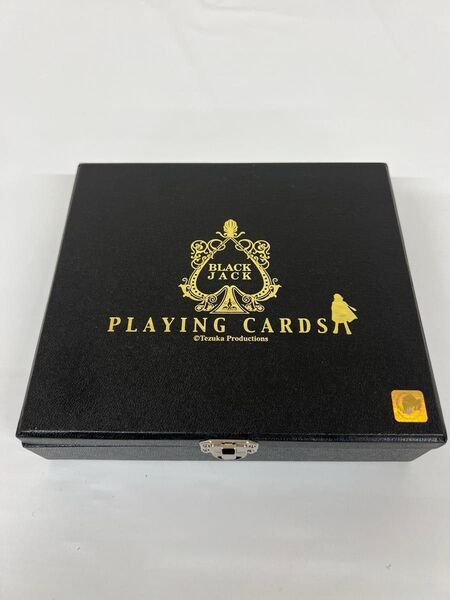 BLACK
JACK
PLAYING CARDS
©Tezuka Productions